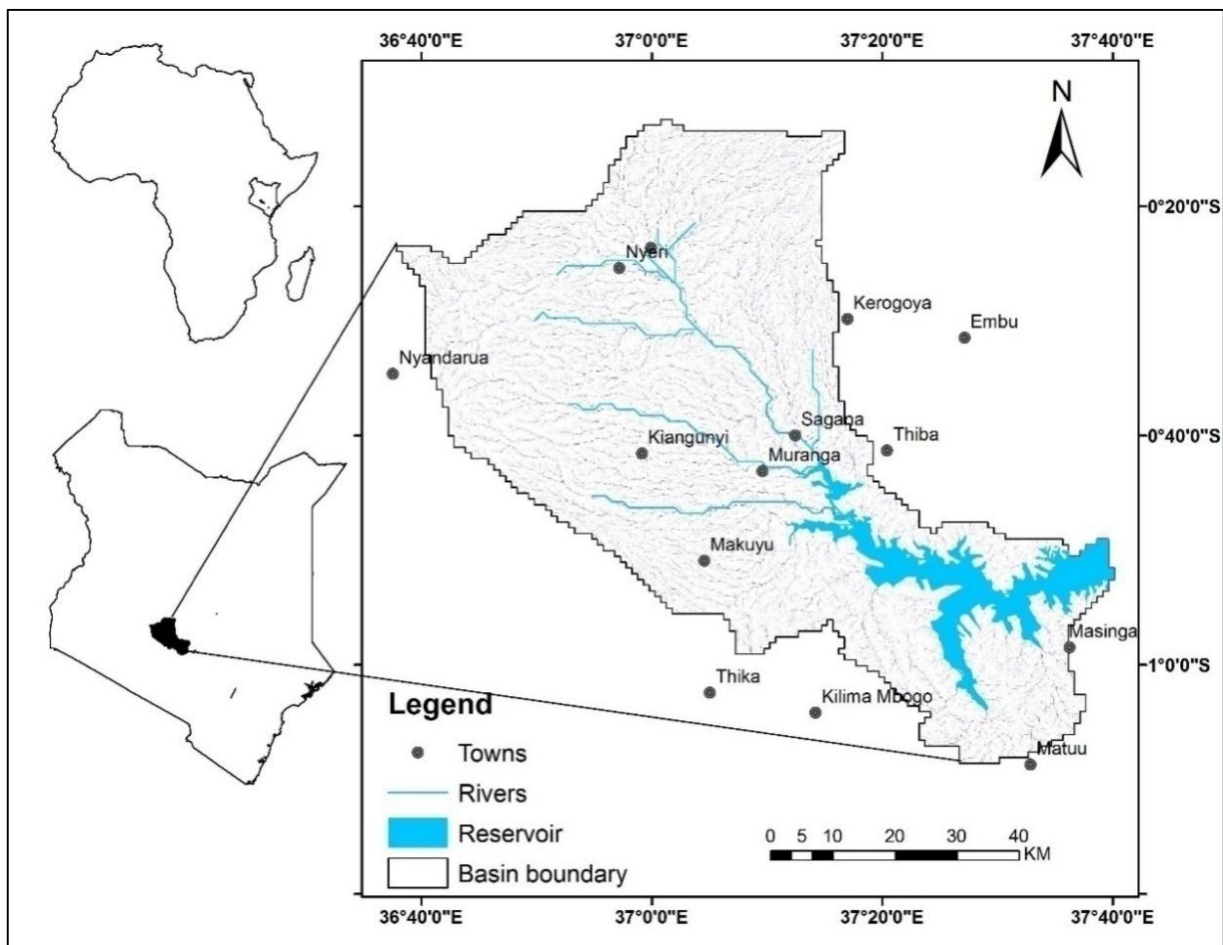 36°40'0"E 37°0'0"E 37°20'0"E 37°40'0"E
N
0°20'0"S
Nyeri
Kerogoya
Embu
Nyandarua
Sagana
0°40'0"S
Kiangunyi
Thiba
Muranga
Makuyu
Masinga
1°0'0"S
Thika
Kilima Mbogo
Matuu
Legend
Towns
Rivers
Reservoir
Basin boundary
0 5 10 20 30 40
KM
36°40'0"E 37°0'0"E 37°20'0"E 37°40'0"E